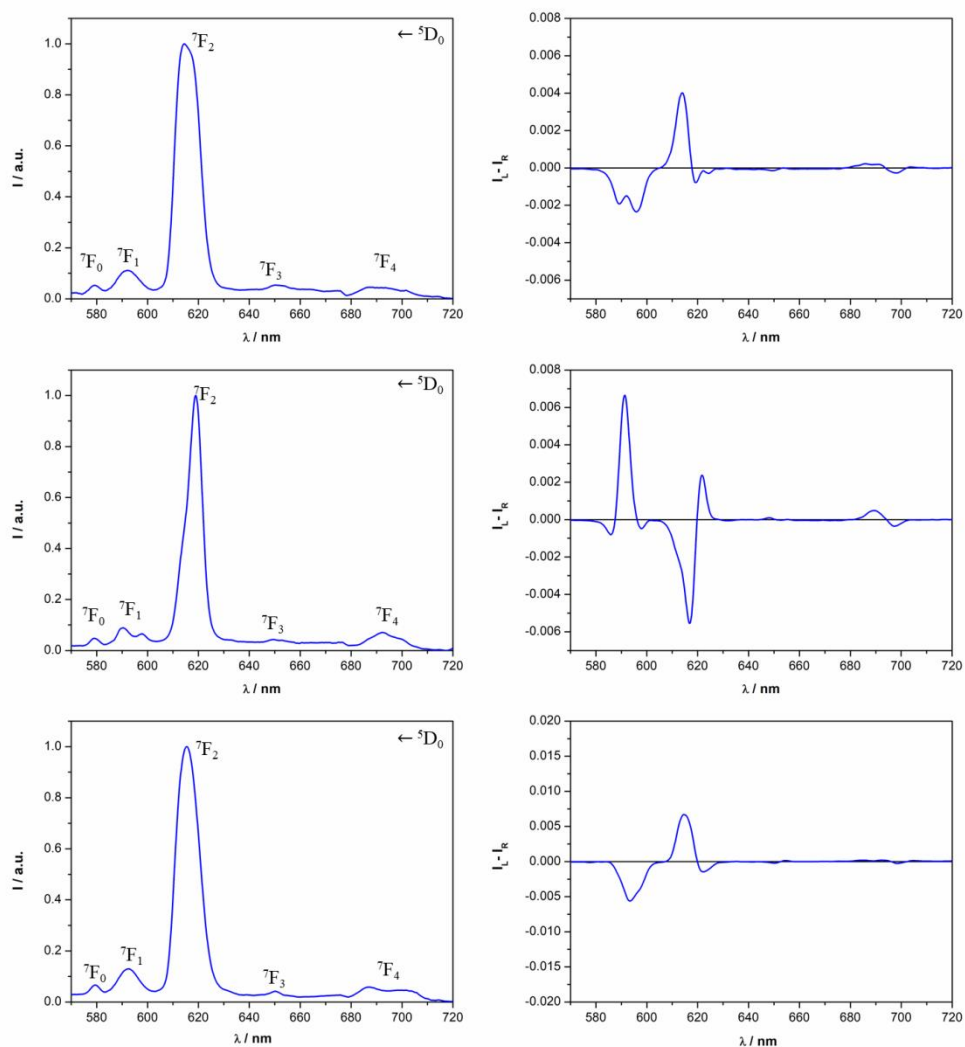 ⁷F₂
← ⁵D₀
1.0
0.8
0.6
0.4
0.2
0.0
⁷F₀
⁷F₁
⁷F₃
⁷F₄
I / a.u.
580 600 620 640 660 680 700 720
λ / nm
0.008
0.006
0.004
0.002
0.000
-0.002
-0.004
-0.006
I_L- I_R
580 600 620 640 660 680 700 720
λ / nm
⁷F₂
← ⁵D₀
1.0
0.8
0.6
0.4
0.2
0.0
⁷F₀
⁷F₁
⁷F₃
⁷F₄
I / a.u.
580 600 620 640 660 680 700 720
λ / nm
0.008
0.006
0.004
0.002
0.000
-0.002
-0.004
-0.006
I_L- I_R
580 600 620 640 660 680 700 720
λ / nm
⁷F₂
← ⁵D₀
1.0
0.8
0.6
0.4
0.2
0.0
⁷F₀
⁷F₁
⁷F₃
⁷F₄
I / a.u.
580 600 620 640 660 680 700 720
λ / nm
0.020
0.015
0.010
0.005
0.000
-0.005
-0.010
-0.015
-0.020
I_L- I_R
580 600 620 640 660 680 700 720
λ / nm